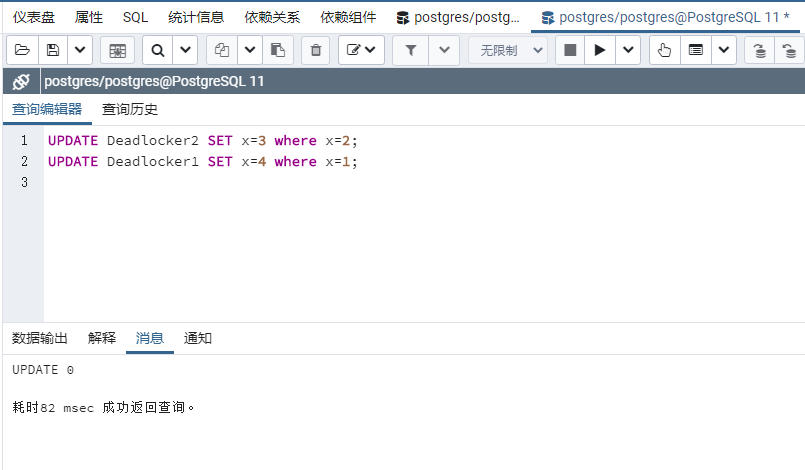 仪表盘 属性 SQL 统计信息 依赖关系 依赖组件 postgres/postg... postgres/postgres@PostgreSQL 11 *
无限制
postgres/postgres@PostgreSQL 11
查询编辑器 查询历史
1 UPDATE Deadlocker2 SET x=3 where x=2;
2 UPDATE Deadlocker1 SET x=4 where x=1;
3
数据输出 解释 消息 通知
UPDATE 0
耗时82 msec 成功返回查询。